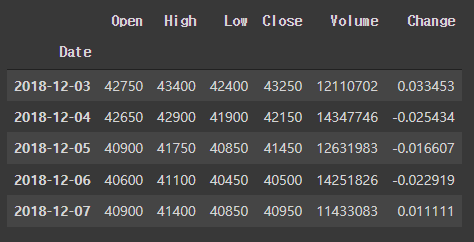 Open High Low Close Volume Change
Date
2018-12-03 42750 43400 42400 43250 12110702 0.033453
2018-12-04 42650 42900 41900 42150 14347746 -0.025434
2018-12-05 40900 41750 40850 41450 12631983 -0.016607
2018-12-06 40600 41100 40450 40500 14251826 -0.022919
2018-12-07 40900 41400 40850 40950 11433083 0.011111